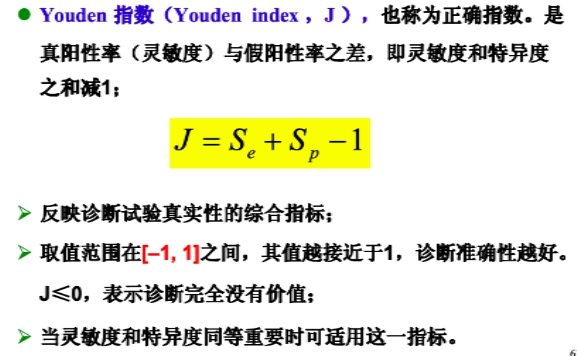 ● Youden 指数（Youden index，J），也称为正确指数。是
真阳性率（灵敏度）与假阳性率之差，即灵敏度和特异度
之和减1；
J = Se + Sp − 1
➢ 反映诊断试验真实性的综合指标；
➢ 取值范围在[–1, 1]之间，其值越接近于1，诊断准确性越好。
J≤0，表示诊断完全没有价值；
➢ 当灵敏度和特异度同等重要时可适用这一指标。
6